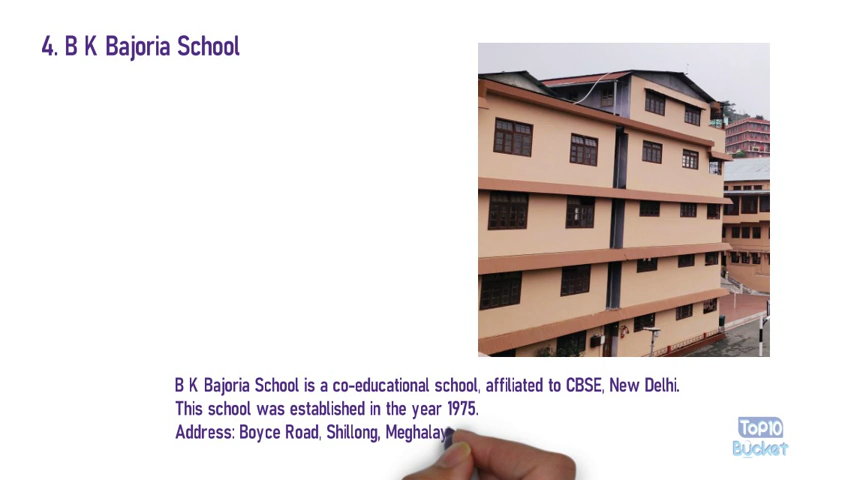 4. B K Bajoria School
B K Bajoria School is a co-educational school, affiliated to CBSE, New Delhi.
This school was established in the year 1975.
Address: Boyce Road, Shillong, Meghalay
Top10
Bucket